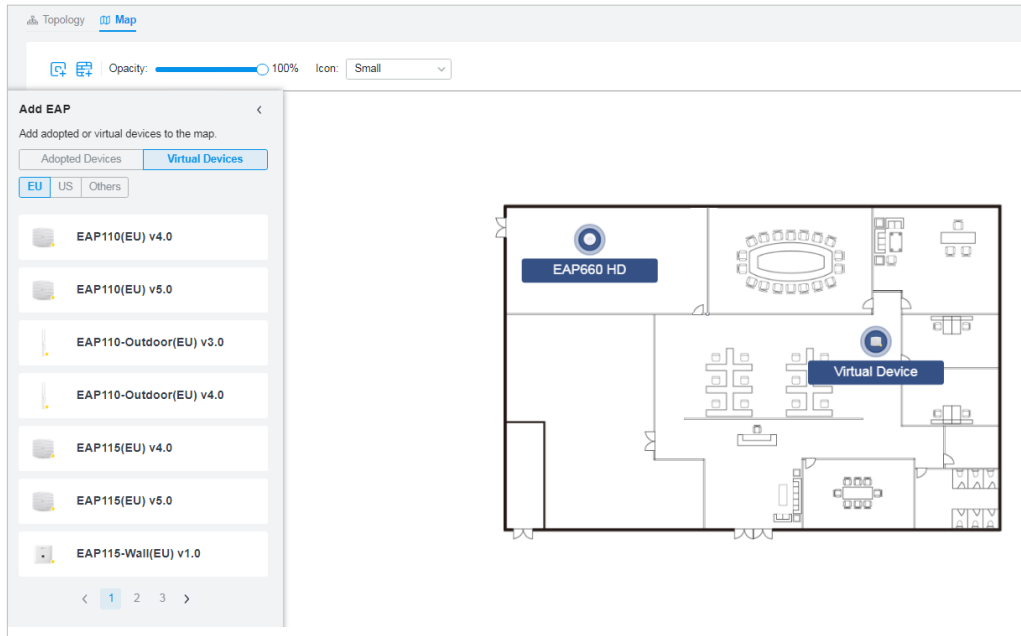 Topology Map
Opacity: 100% Icon: Small
Add EAP
Add adopted or virtual devices to the map.
Adopted Devices Virtual Devices
EU US Others
EAP110(EU) v4.0
EAP110(EU) v5.0
EAP110-Outdoor(EU) v3.0
EAP110-Outdoor(EU) v4.0
EAP115(EU) v4.0
EAP115(EU) v5.0
EAP115-Wall(EU) v1.0
1 2 3
EAP660 HD
Virtual Device